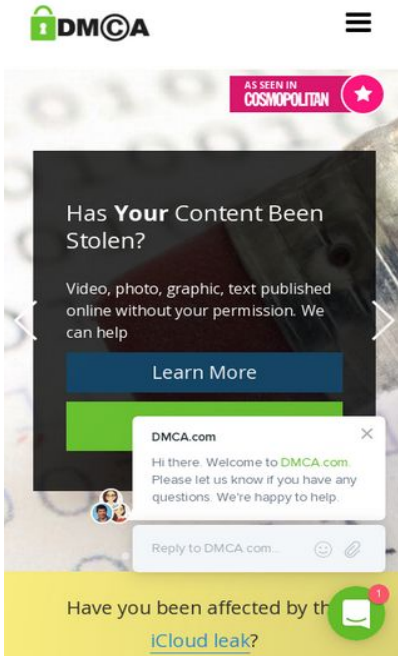 DMCA
AS SEEN IN
COSMOPOLITAN
Has Your Content Been
Stolen?
Video, photo, graphic, text published
online without your permission. We
can help
Learn More
DMCA.com
Hi there. Welcome to DMCA.com.
Please let us know if you have any
questions. We're happy to help.
Reply to DMCA.com...
Have you been affected by
iCloud leak?
1